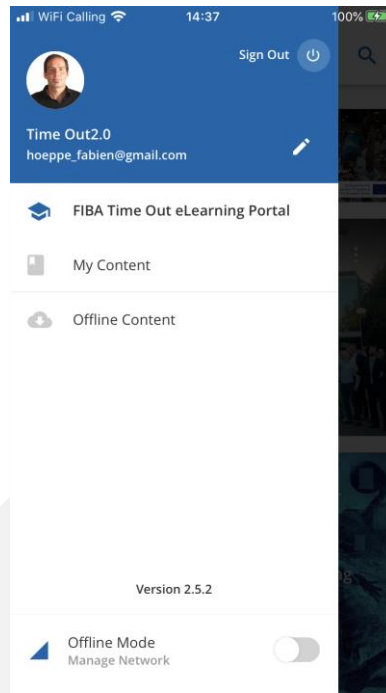 WiFi Calling 14:37 100%
Sign Out
Time Out2.0
hoeppe_fabien@gmail.com
FIBA Time Out eLearning Portal
My Content
Offline Content
Version 2.5.2
Offline Mode
Manage Network